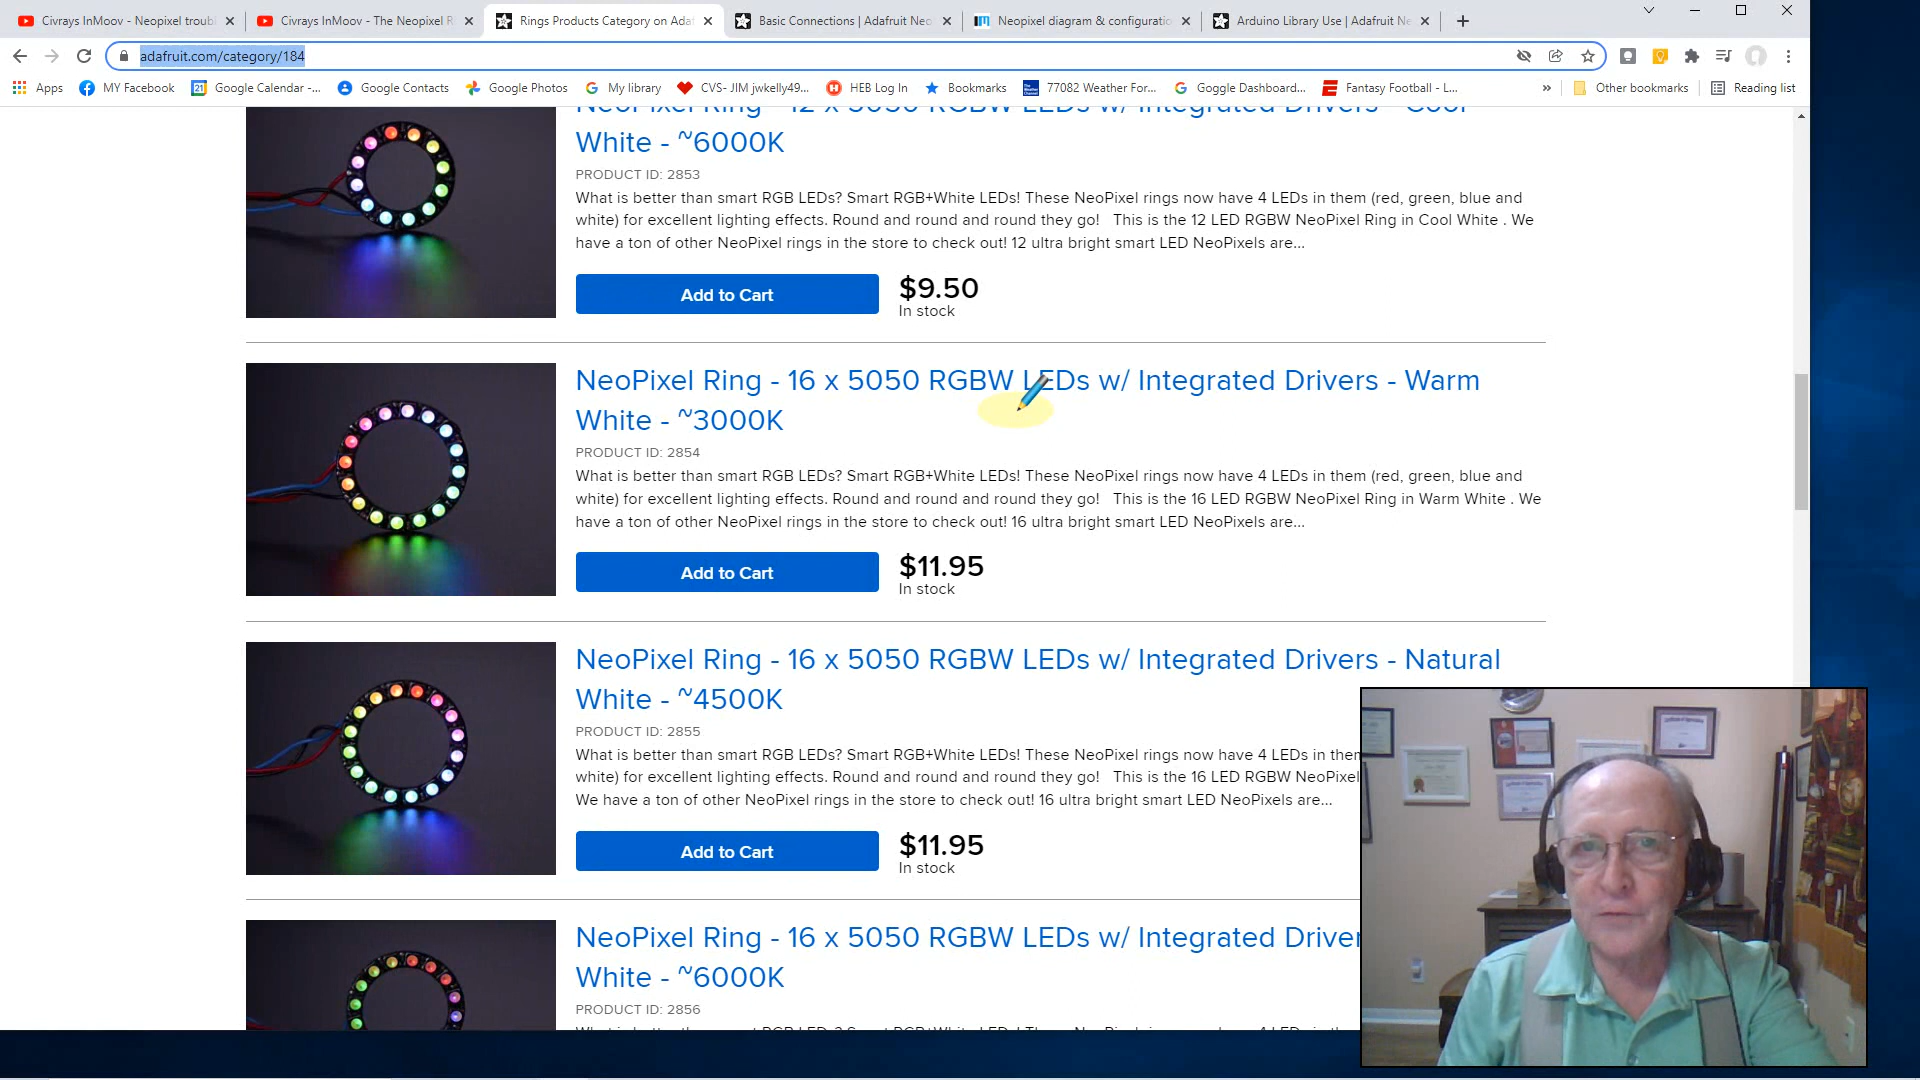 Civrays InMoov - Neopixel troubl
Civrays InMoov - The Neopixel R
Rings Products Category on Adaf
Basic Connections | Adafruit Neo
Neopixel diagram & configuratio
Arduino Library Use | Adafruit Ne
adafruit.com/category/184
Apps
MY Facebook
Google Calendar -...
Google Contacts
Google Photos
My library
CVS- JIM jwkelly49...
HEB Log In
Bookmarks
77082 Weather For...
Goggle Dashboard...
Fantasy Football - L...
Other bookmarks
Reading list
NeoPixel Ring - 12 x 5050 RGBW LEDs w/ Integrated Drivers - Cool
White - ~6000K
PRODUCT ID: 2853
What is better than smart RGB LEDs? Smart RGB+White LEDs! These NeoPixel rings now have 4 LEDs in them (red, green, blue and
white) for excellent lighting effects. Round and round and round they go! This is the 12 LED RGBW NeoPixel Ring in Cool White . We
have a ton of other NeoPixel rings in the store to check out! 12 ultra bright smart LED NeoPixels are...
Add to Cart
$9.50
In stock
NeoPixel Ring - 16 x 5050 RGBW LEDs w/ Integrated Drivers - Warm
White - ~3000K
PRODUCT ID: 2854
What is better than smart RGB LEDs? Smart RGB+White LEDs! These NeoPixel rings now have 4 LEDs in them (red, green, blue and
white) for excellent lighting effects. Round and round and round they go! This is the 16 LED RGBW NeoPixel Ring in Warm White . We
have a ton of other NeoPixel rings in the store to check out! 16 ultra bright smart LED NeoPixels are...
Add to Cart
$11.95
In stock
NeoPixel Ring - 16 x 5050 RGBW LEDs w/ Integrated Drivers - Natural
White - ~4500K
PRODUCT ID: 2855
What is better than smart RGB LEDs? Smart RGB+White LEDs! These NeoPixel rings now have 4 LEDs in them
white) for excellent lighting effects. Round and round and round they go! This is the 16 LED RGBW NeoPixel
We have a ton of other NeoPixel rings in the store to check out! 16 ultra bright smart LED NeoPixels are...
Add to Cart
$11.95
In stock
NeoPixel Ring - 16 x 5050 RGBW LEDs w/ Integrated Driver
White - ~6000K
PRODUCT ID: 2856